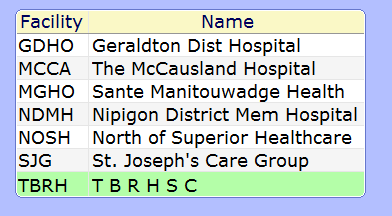 Facility Name
GDHO Geraldton Dist Hospital
MCCA The McCausland Hospital
MGHO Sante Manitouwadge Health
NDMH Nipigon District Mem Hospital
NOSH North of Superior Healthcare
SJG St. Joseph's Care Group
TBRH T B R H S C